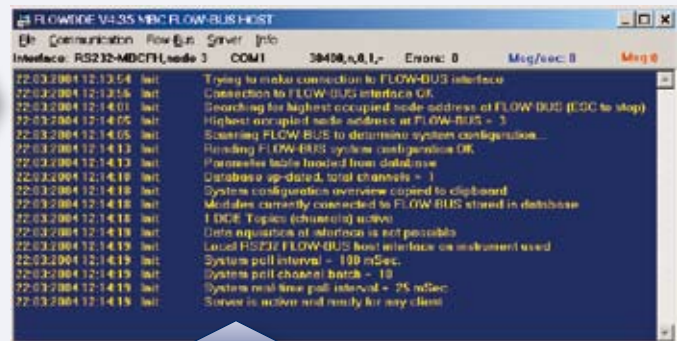 FLOWDDE V4.35 MBC FLOW-BUS HOST
File Communication Flow-Bus Server Info
Interface: RS232-MBCFH,node 3 COM1 38400,n,8,1,- Errors: 0 Msg/sec: 0 Msg 0
22:03:2004 12:13:54 Init Trying to make connection to FLOW-BUS interface
22:03:2004 12:13:56 Init Connection to FLOW-BUS interface OK
22:03:2004 12:14:01 Init Searching for highest occupied node-address at FLOW-BUS (ESC to stop)
22:03:2004 12:14:05 Init Highest occupied node address at FLOW-BUS = 3
22:03:2004 12:14:05 Init Scanning FLOW-BUS to determine system configuration...
22:03:2004 12:14:13 Init Reading FLOW-BUS system configuration OK
22:03:2004 12:14:13 Init Parameter table loaded from database
22:03:2004 12:14:18 Init Database up-dated, total channels = 1
22:03:2004 12:14:18 Init System configuration overview copied to clipboard
22:03:2004 12:14:18 Init Modules currently connected to FLOW-BUS stored in database
22:03:2004 12:14:18 Init 1 DDE Topics (channels) active
22:03:2004 12:14:19 Init Data aquisition at interface is not possible
22:03:2004 12:14:19 Init Local RS232 FLOW-BUS host interface on instrument used
22:03:2004 12:14:19 Init System poll interval = 100 mSec.
22:03:2004 12:14:19 Init System poll channel batch = 10
22:03:2004 12:14:19 Init System real-time poll interval = 25 mSec.
22:03:2004 12:14:19 Init Server is active and ready for any client